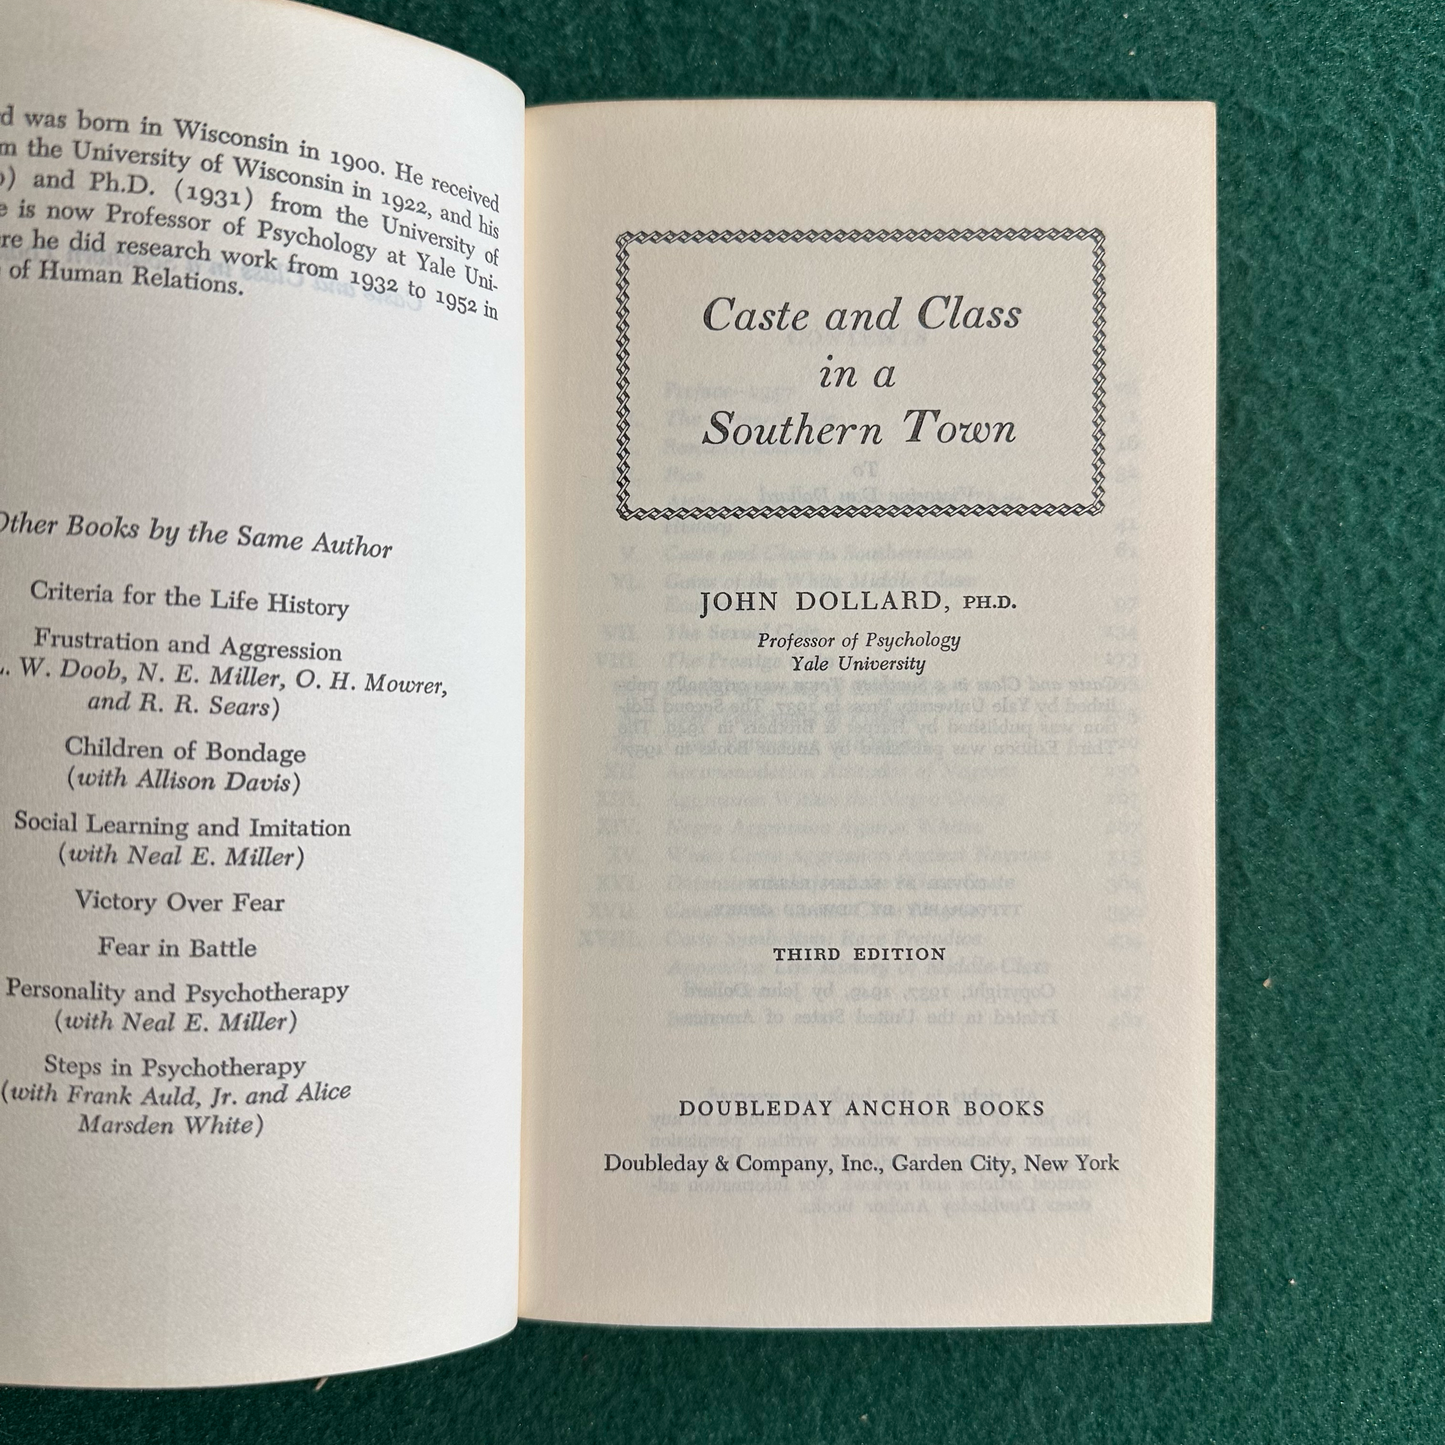 d was born in Wisconsin in 1900. He received
m the University of Wisconsin in 1922, and his
) and Ph.D. (1931) from the University of
e is now Professor of Psychology at Yale Uni-
re he did research work from 1932 to 1952 in
of Human Relations.
Other Books by the Same Author
Criteria for the Life History
Frustration and Aggression
. W. Doob, N. E. Miller, O. H. Mowrer,
and R. R. Sears)
Children of Bondage
(with Allison Davis)
Social Learning and Imitation
(with Neal E. Miller)
Victory Over Fear
Fear in Battle
Personality and Psychotherapy
(with Neal E. Miller)
Steps in Psychotherapy
(with Frank Auld, Jr. and Alice
Marsden White)
Caste and Class
in a
Southern Town
JOHN DOLLARD, PH.D.
Professor of Psychology
Yale University
THIRD EDITION
DOUBLEDAY ANCHOR BOOKS
Doubleday & Company, Inc., Garden City, New York